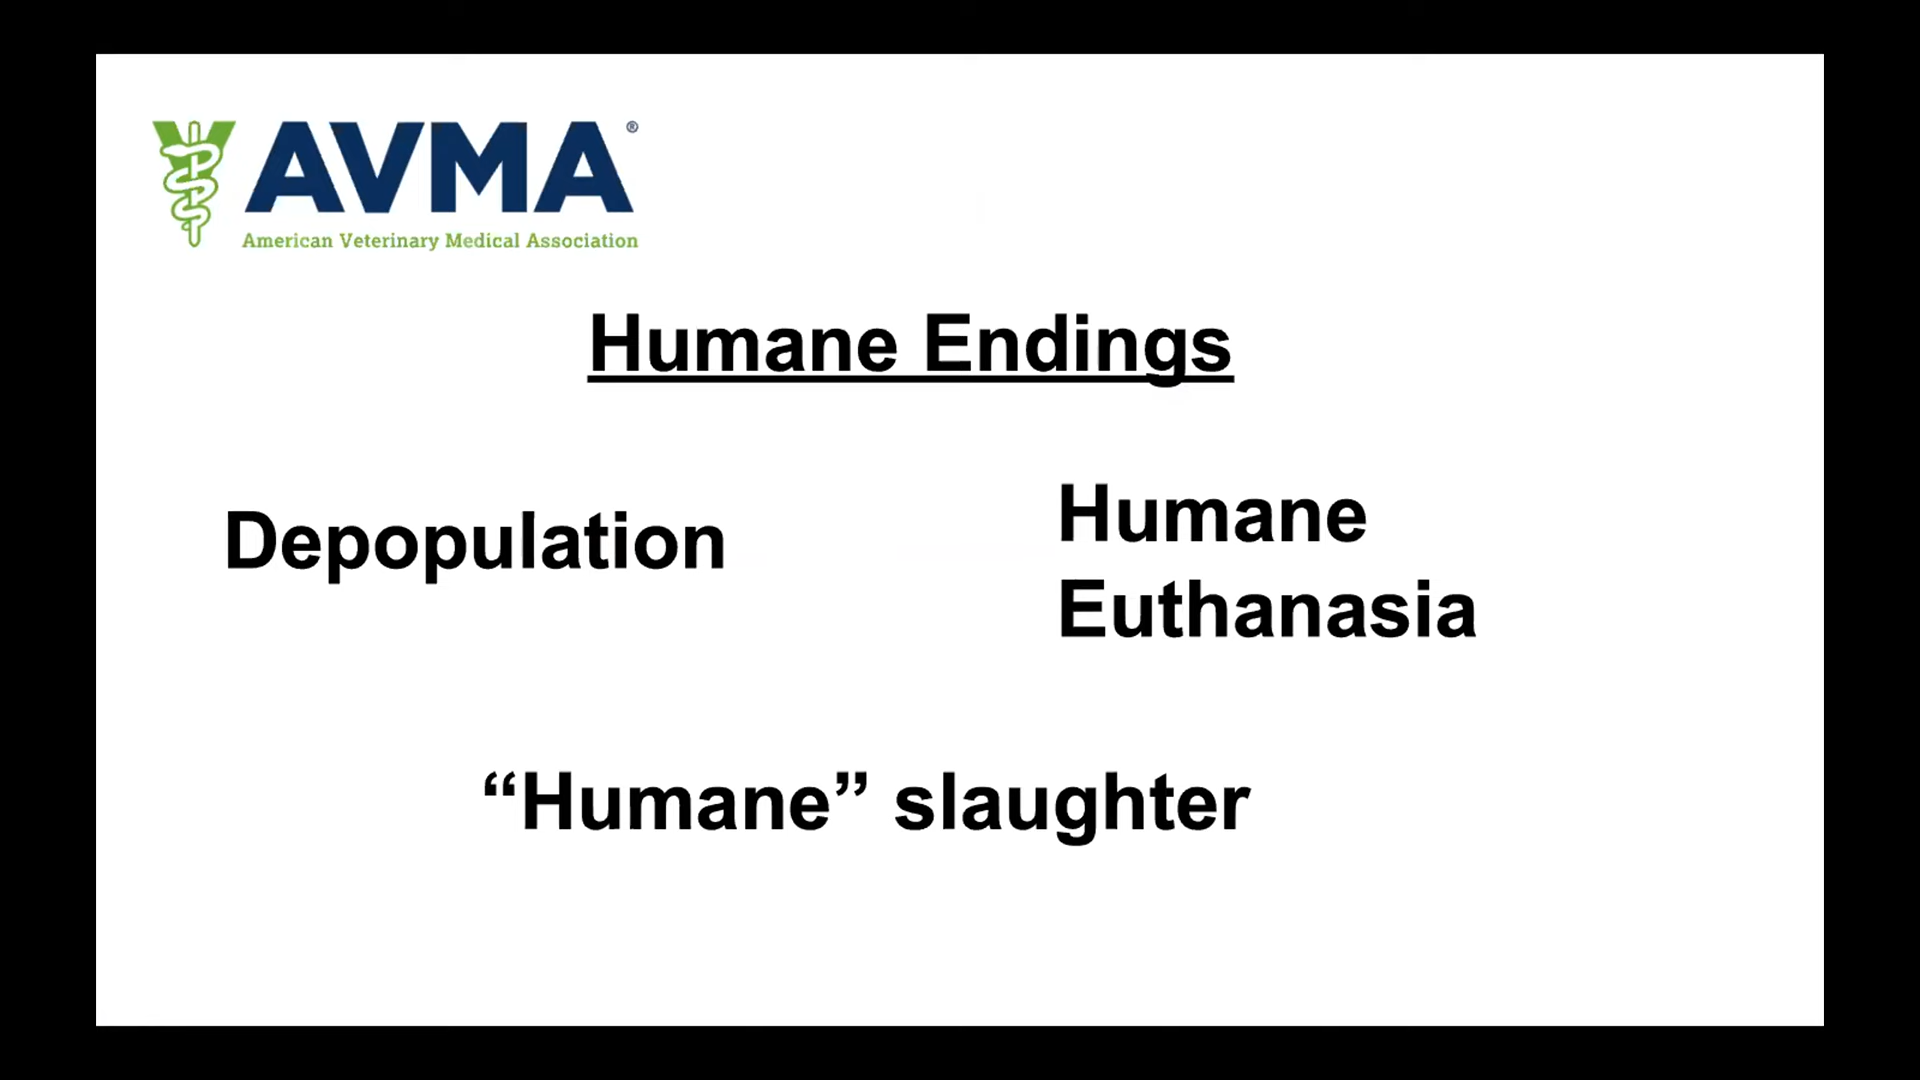 AVMA®
American Veterinary Medical Association
Humane Endings
Depopulation
Humane
Euthanasia
“Humane” slaughter